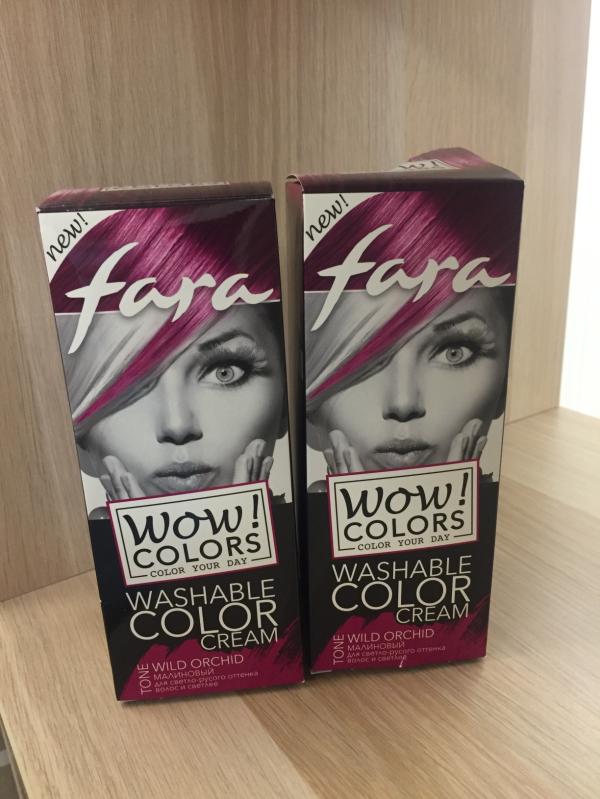 new!
fara
WOW!
COLORS
COLOR YOUR DAY
WASHABLE
COLOR
CREAM
TONE
WILD ORCHID
МАЛИНОВЫЙ
для светло-русого оттенка
волос и светлее
WOW!
new!
fara
WOW!
COLORS
COLOR YOUR DAY
WASHABLE
COLOR
CREAM
TONE
WILD ORCHID
МАЛИНОВЫЙ
для светло-русого оттенка
волос и светлее